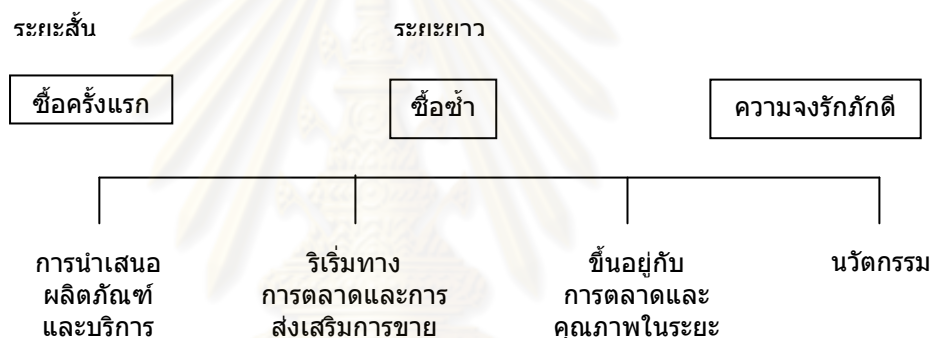 ระยะสั้น ระยะยาว
ซื้อครั้งแรก ซื้อซ้ำ ความจงรักภักดี
การนำเสนอ ริเริ่มทาง ขึ้นอยู่กับ นวัตกรรม
ผลิตภัณฑ์ การตลาดและการ การตลาดและ
และบริการ ส่งเสริมการขาย คุณภาพในระยะ